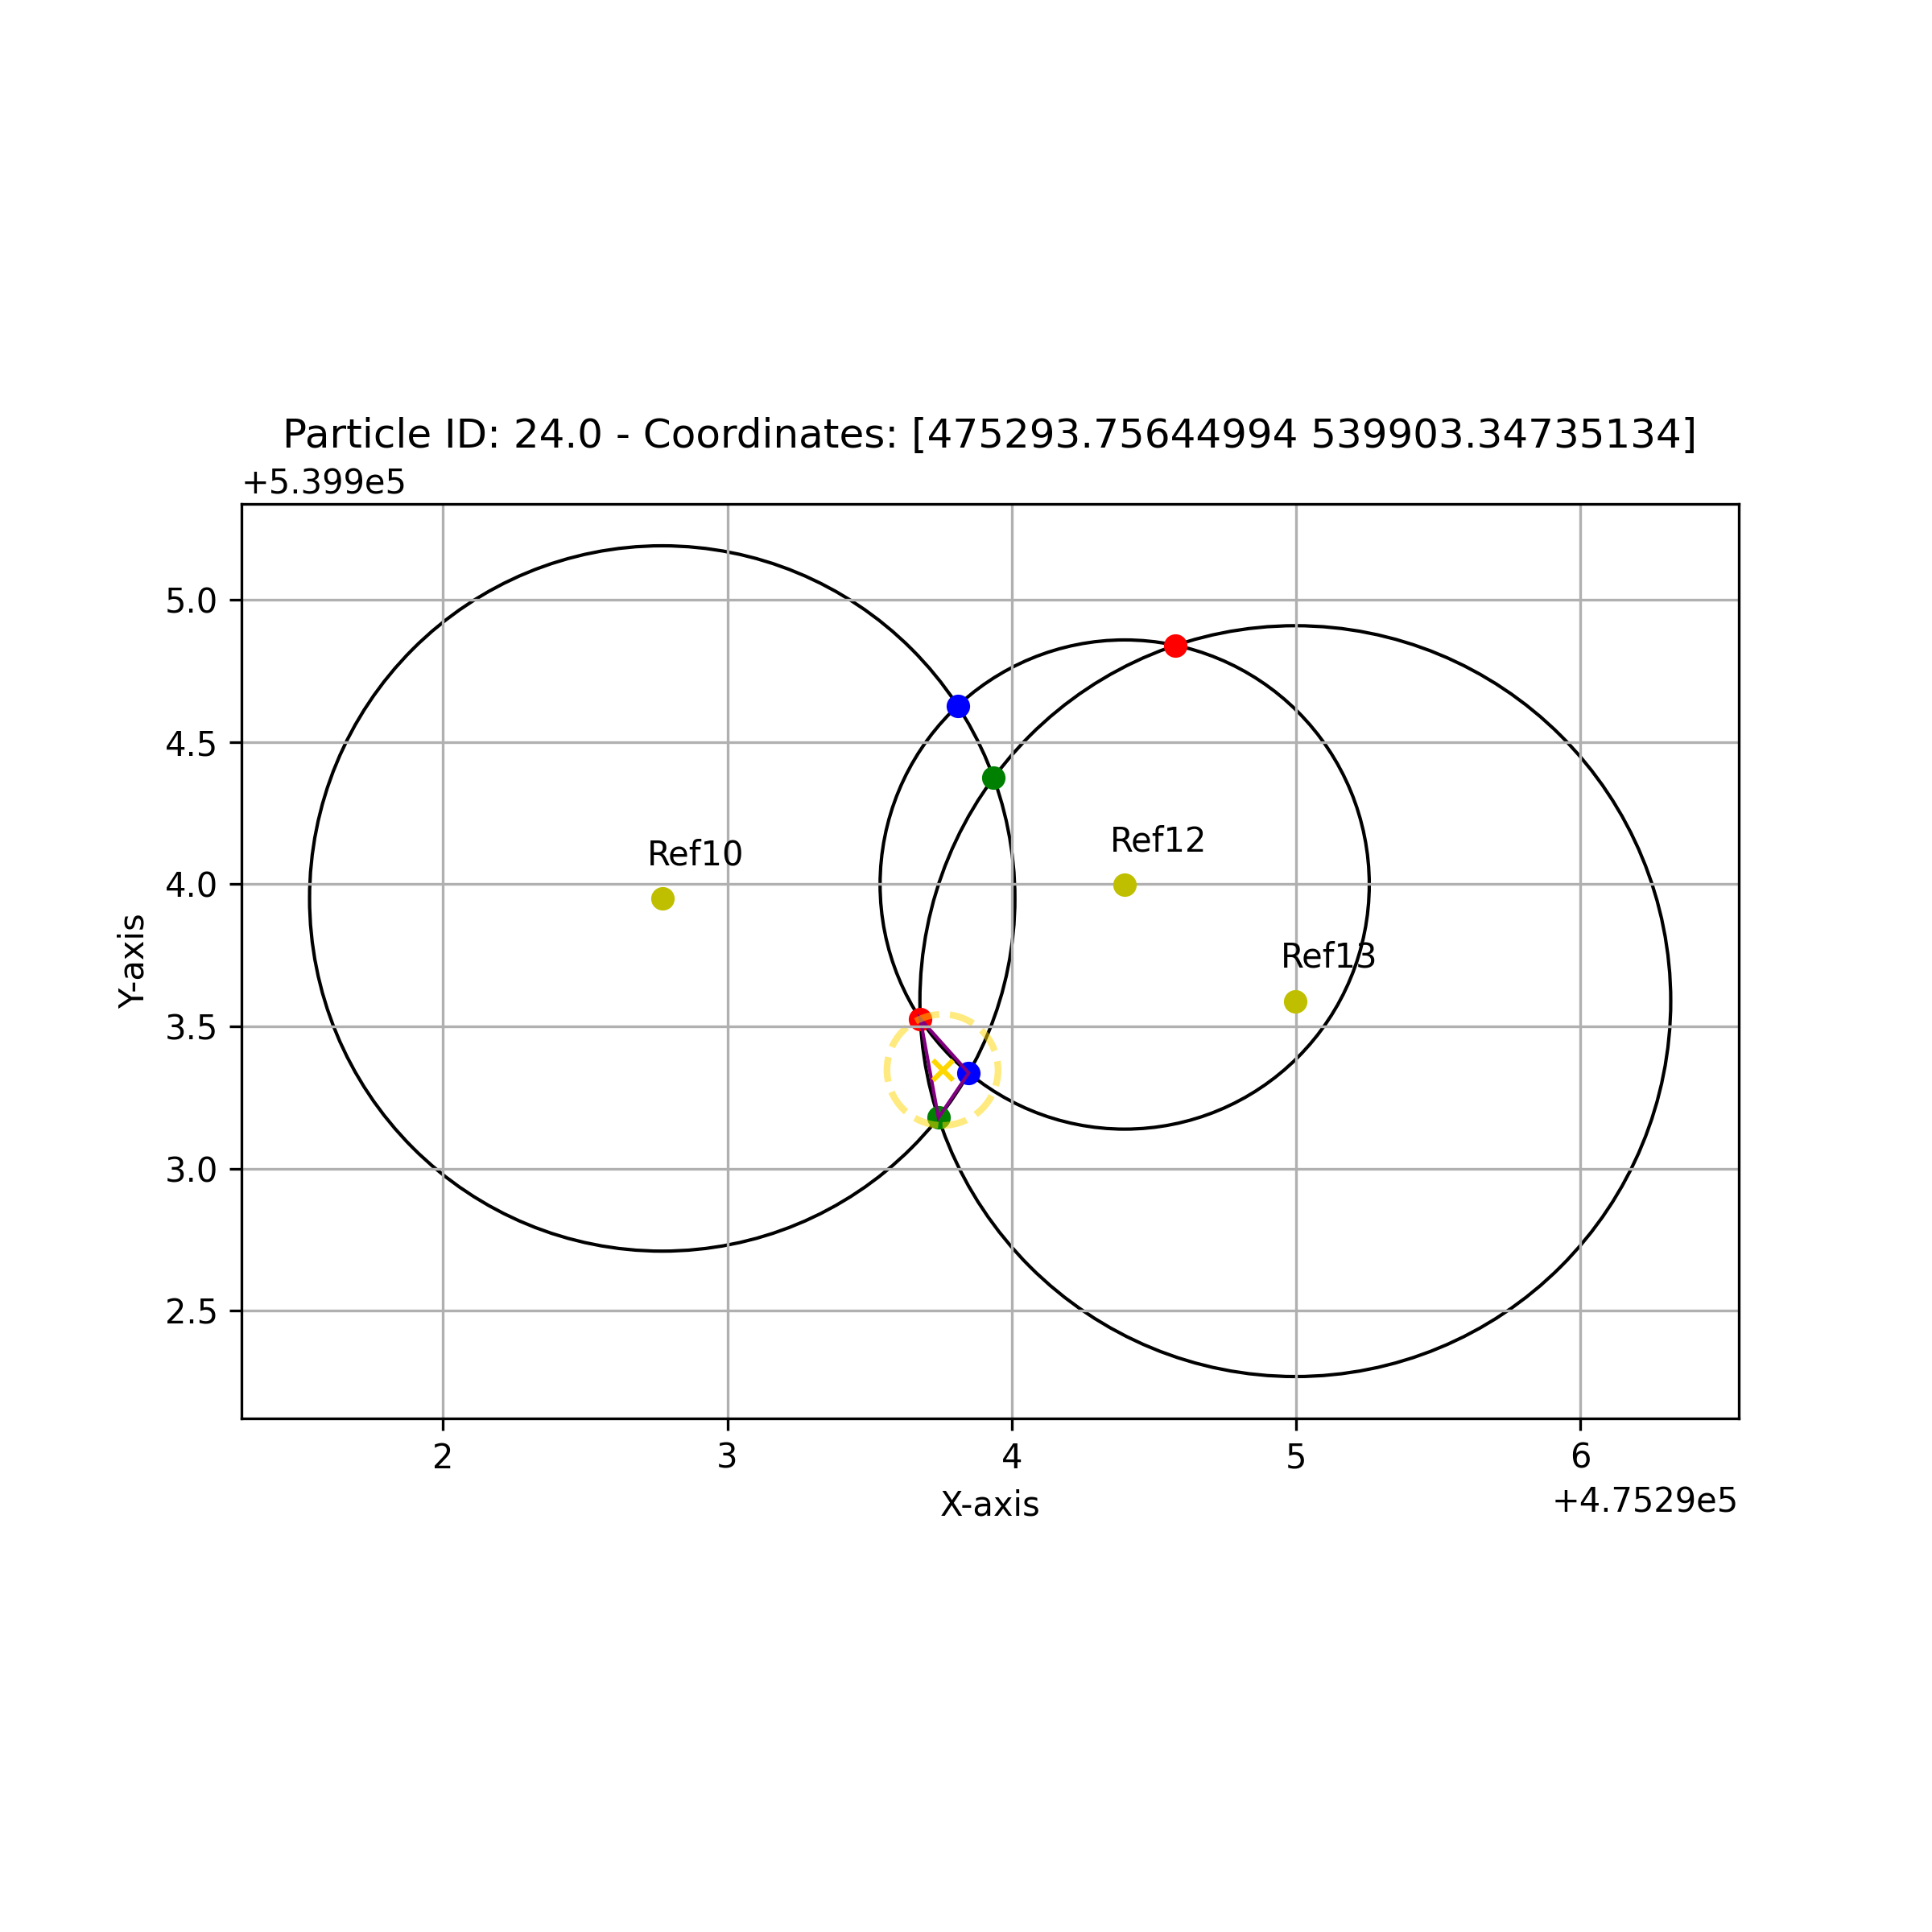 Particle ID: 24.0 - Coordinates: [475293.75644994 539903.34735134]
+5.399e5
5.0
4.5
4.0
3.5
3.0
2.5
Y-axis
Ref10
Ref12
Ref13
2 3 4 5 6
X-axis
+4.7529e5